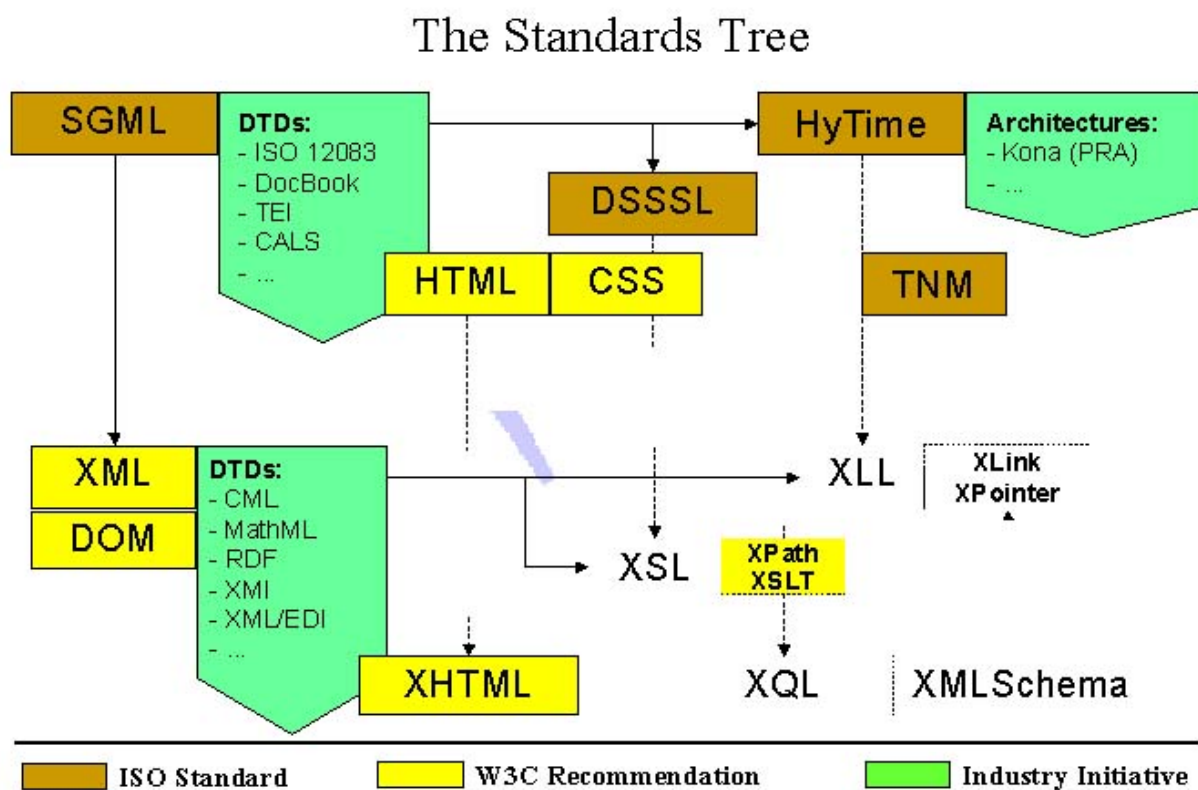 The Standards Tree
SGML
DTDs:
- ISO 12083
- DocBook
- TEI
- CALS
- ...
HyTime
Architectures:
- Kona (PRA)
- ...
DSSSL
HTML
CSS
TNM
XML
DOM
DTDs:
- CML
- MathML
- RDF
- XMI
- XML/EDI
- ...
XLL
XLink
XPointer
XSL
XPath
XSLT
XHTML
XQL
XMLSchema
ISO Standard
W3C Recommendation
Industry Initiative